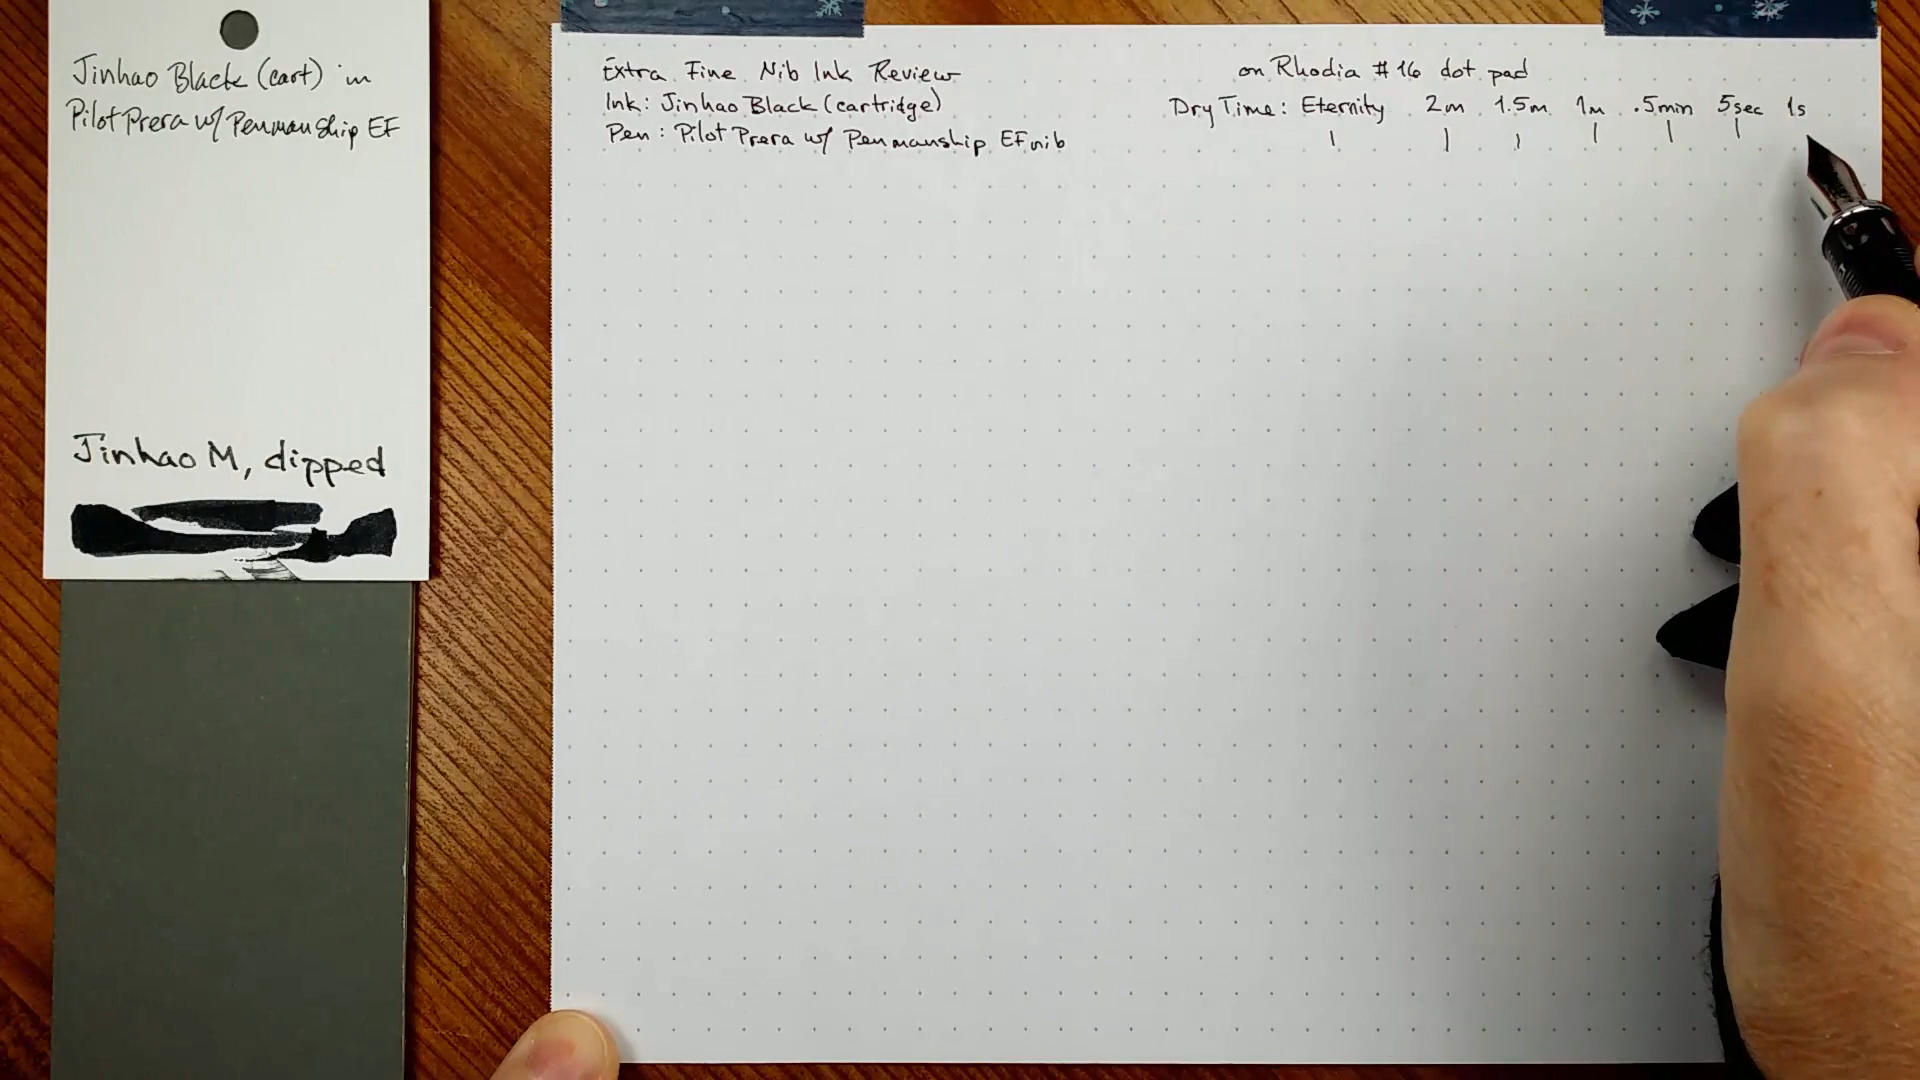 Jinhao Black (cart) in
Pilot Prera w/ Penmanship EF
Jinhao M, dipped
Extra Fine Nib Ink Review
Ink: Jinhao Black (cartridge)
Pen: Pilot Prera w/ Penmanship EF nib
on Rhodia #16 dot pad
Dry Time: Eternity 2m 1.5m 1m .5min 5sec 1s